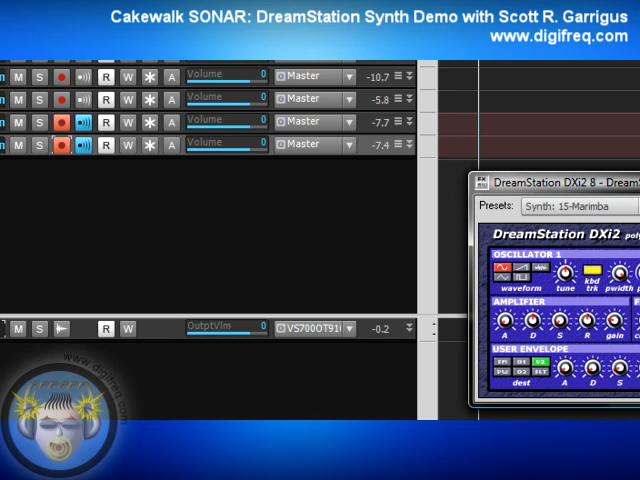 Cakewalk SONAR: DreamStation Synth Demo with Scott R. Garrigus
www.digifreq.com
M S R W A Volume 0 Master -10.7
M S R W A Volume 0 Master -5.8
M S R W A Volume 0 Master -7.7
M S R W A Volume 0 Master -7.4
DreamStation DXi2 8 - DreamS
Presets: Synth: 15-Marimba
DreamStation DXi2 poly
OSCILLATOR 1
waveform tune kbd trk pwidth
AMPLIFIER
A D S R gain
USER ENVELOPE
dest A D S
M S R W OutptVlm 0 VS700OT91 -0.2
www.digifreq.com